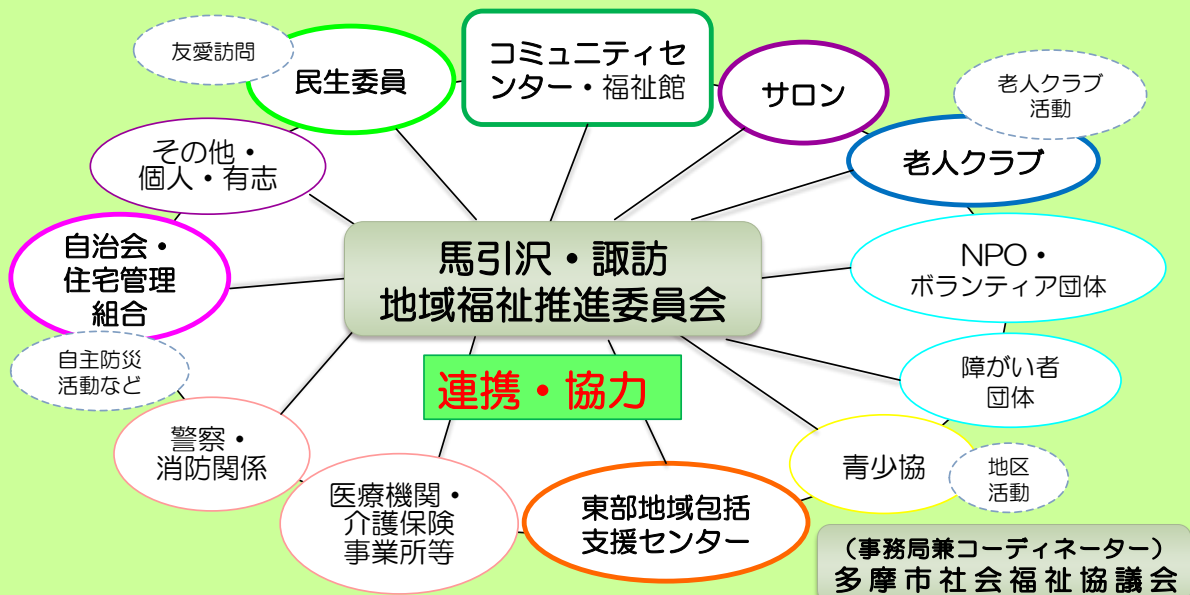 友愛訪問
民生委員
コミュニティセ
ンター・福祉館
サロン
老人クラブ
活動
老人クラブ
その他・
個人・有志
自治会・
住宅管理
組合
馬引沢・諏訪
地域福祉推進委員会
NPO・
ボランティア団体
自主防災
活動など
連携・協力
障がい者
団体
警察・
消防関係
医療機関・
介護保険
事業所等
東部地域包括
支援センター
青少協
地区
活動
（事務局兼コーディネーター）
多摩市社会福祉協議会